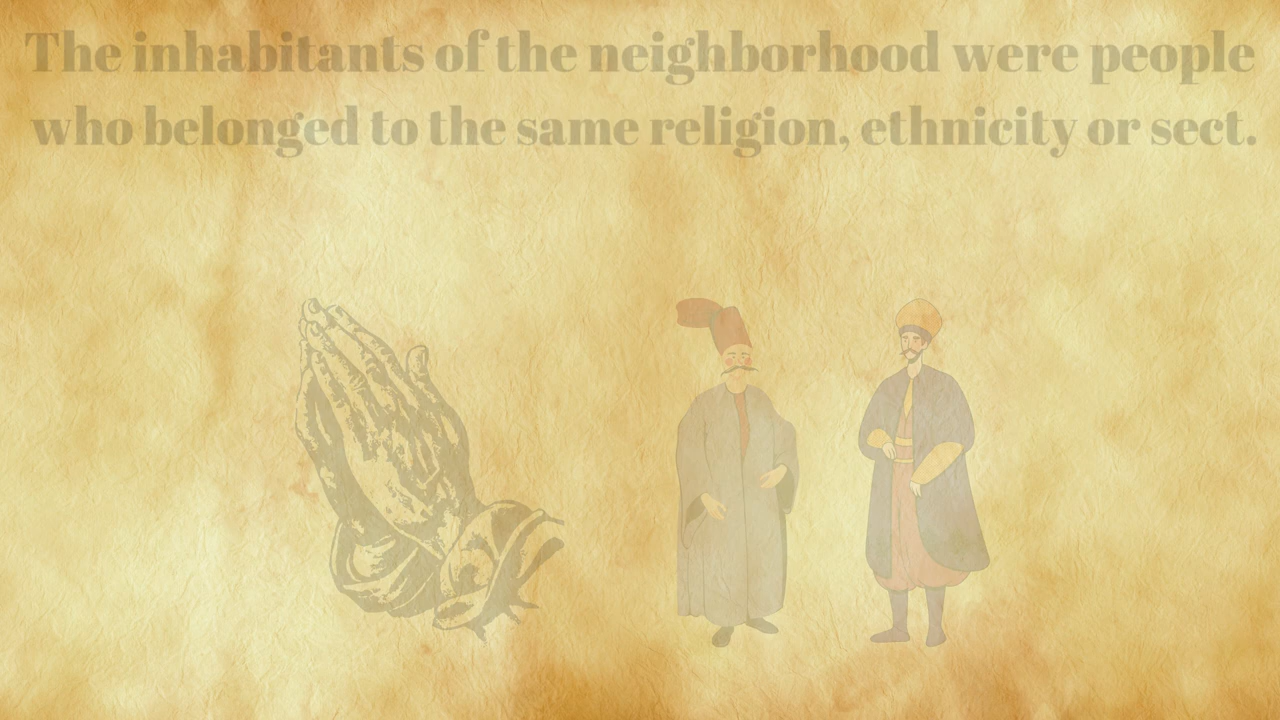 The inhabitants of the neighborhood were people
who belonged to the same religion, ethnicity or sect.